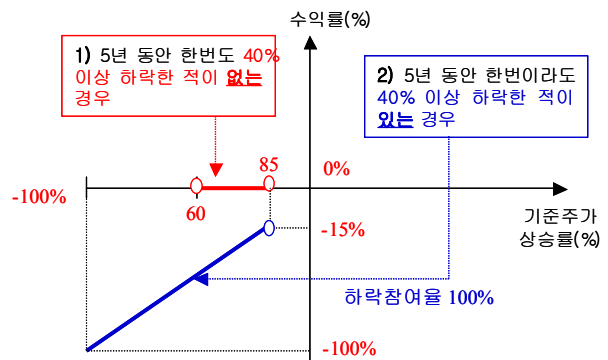 수익률(%)
1) 5년 동안 한번도 40%
이상 하락한 적이 없는
경우
2) 5년 동안 한번이라도
40% 이상 하락한 적이
있는 경우
85
0%
-100%
60
기준주가
상승률(%)
-15%
하락참여율 100%
-100%